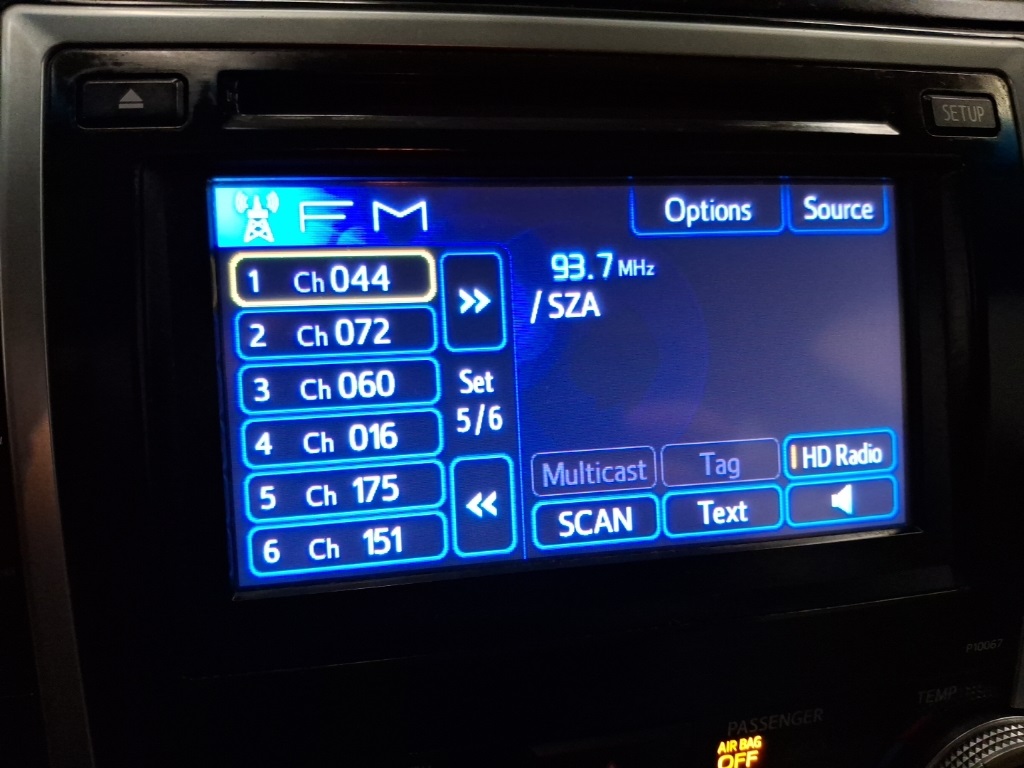 SETUP
FM
Options
Source
1 Ch 044
2 Ch 072
3 Ch 060
4 Ch 016
5 Ch 175
6 Ch 151
>>
Set
5/6
<<
93.7 MHz
/ SZA
Multicast
Tag
HD Radio
SCAN
Text
P10067
TEMP
PASSENGER
AIR BAG
OFF